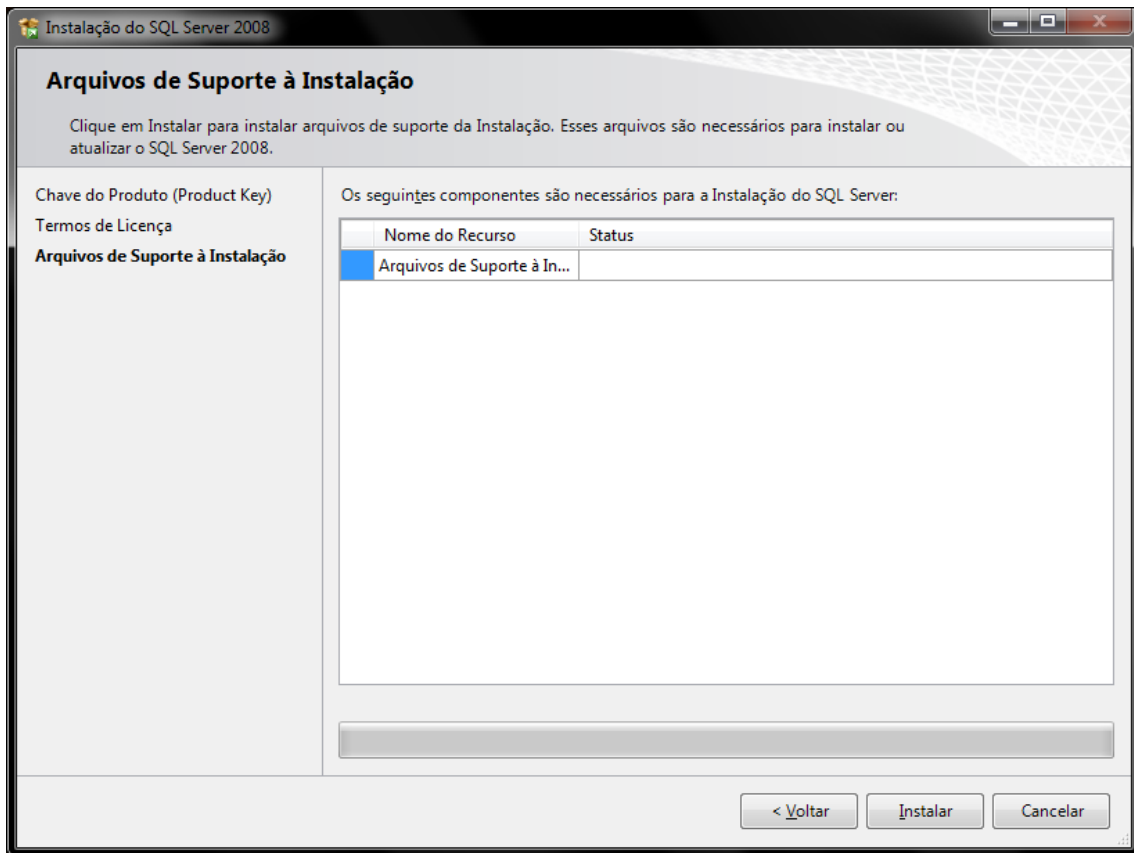 Instalação do SQL Server 2008
Arquivos de Suporte à Instalação
Clique em Instalar para instalar arquivos de suporte da Instalação. Esses arquivos são necessários para instalar ou
atualizar o SQL Server 2008.
Chave do Produto (Product Key)
Termos de Licença
Arquivos de Suporte à Instalação
Os seguintes componentes são necessários para a Instalação do SQL Server:
Nome do Recurso Status
Arquivos de Suporte à In...
< Voltar Instalar Cancelar